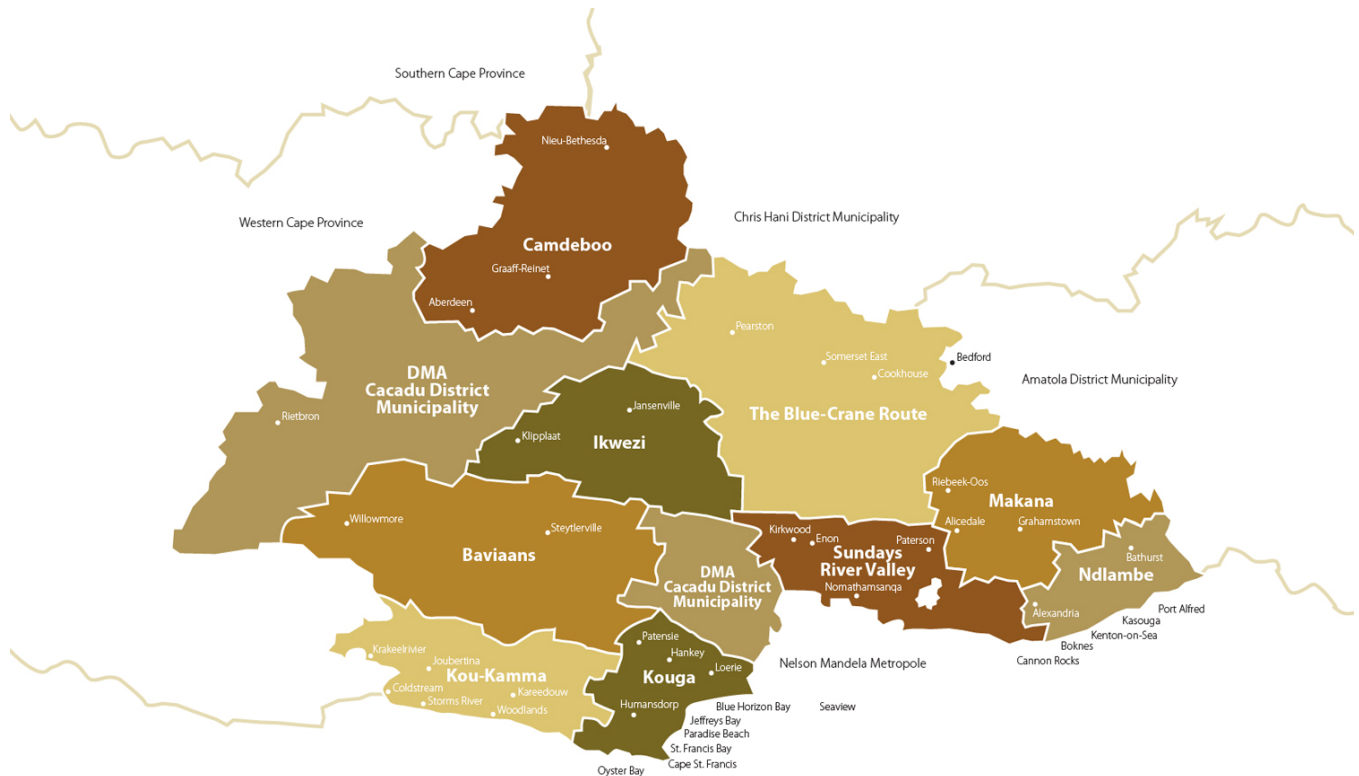 Southern Cape Province
Nieu-Bethesda
Western Cape Province
Chris Hani District Municipality
Camdeboo
Graaff-Reinet
Aberdeen
Pearston
Somerset East
Bedford
Cookhouse
Amatola District Municipality
DMA
Cacadu District
Municipality
Rietbron
Jansenville
The Blue-Crane Route
Klipplaat
Ikwezi
Riebeek-Oos
Makana
Willowmore
Steytlerville
Kirkwood
Enon
Paterson
Alicedale
Grahamstown
Baviaans
Sundays
River Valley
Bathurst
Ndlambe
DMA
Cacadu District
Municipality
Nomathamsanqa
Alexandria
Port Alfred
Kasouga
Kenton-on-Sea
Boknes
Cannon Rocks
Patensie
Hankey
Loerie
Nelson Mandela Metropole
Krakeelrivier
Joubertina
Kou-Kamma
Kouga
Coldstream
Kareedouw
Storms River
Woodlands
Humansdorp
Blue Horizon Bay
Seaview
Jeffreys Bay
Paradise Beach
St. Francis Bay
Cape St. Francis
Oyster Bay